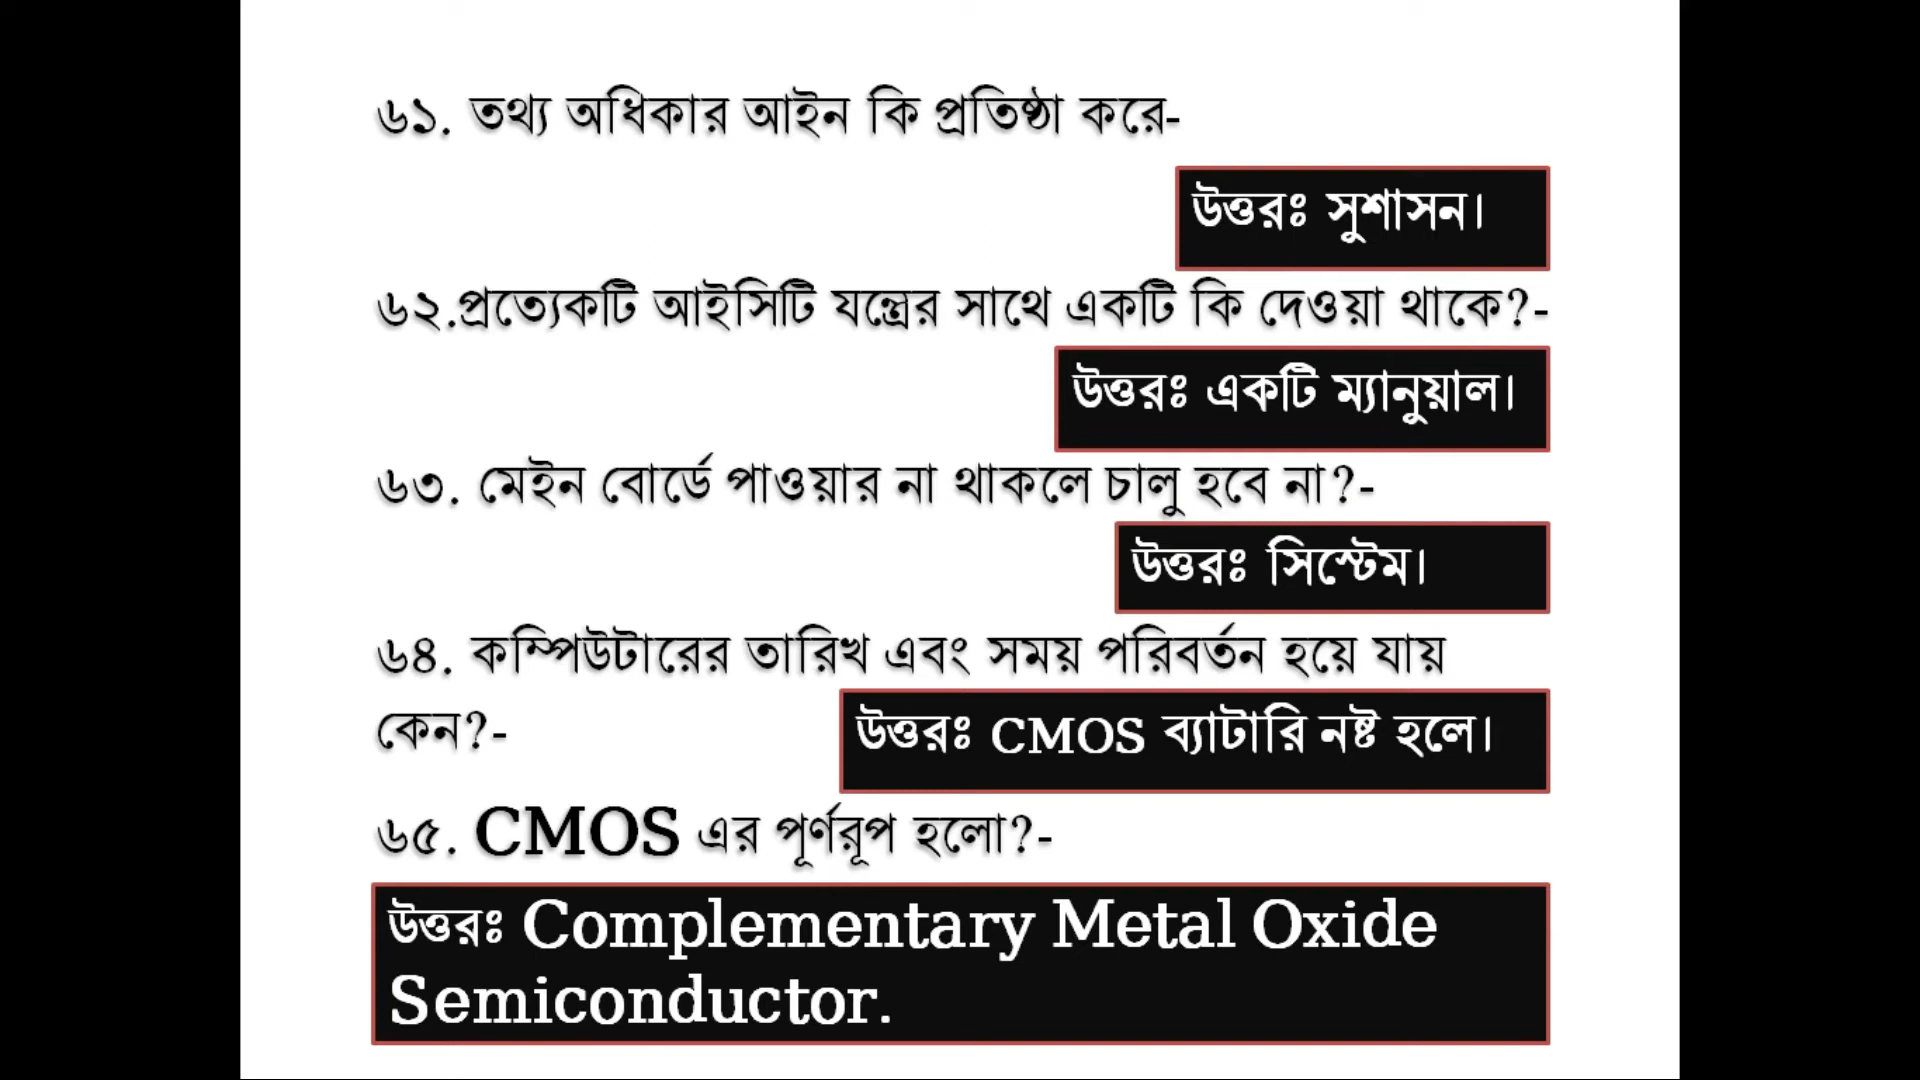 ৬১. তথ্য অধিকার আইন কি প্রতিষ্ঠা করে-
উত্তরঃ সুশাসন।
৬২.প্রত্যেকটি আইসিটি যন্ত্রের সাথে একটি কি দেওয়া থাকে?-
উত্তরঃ একটি ম্যানুয়াল।
৬৩. মেইন বোর্ডে পাওয়ার না থাকলে চালু হবে না?-
উত্তরঃ সিস্টেম।
৬৪. কম্পিউটারের তারিখ এবং সময় পরিবর্তন হয়ে যায়
কেন?-
উত্তরঃ CMOS ব্যাটারি নষ্ট হলে।
৬৫. CMOS এর পূর্ণরূপ হলো?-
উত্তরঃ Complementary Metal Oxide
Semiconductor.